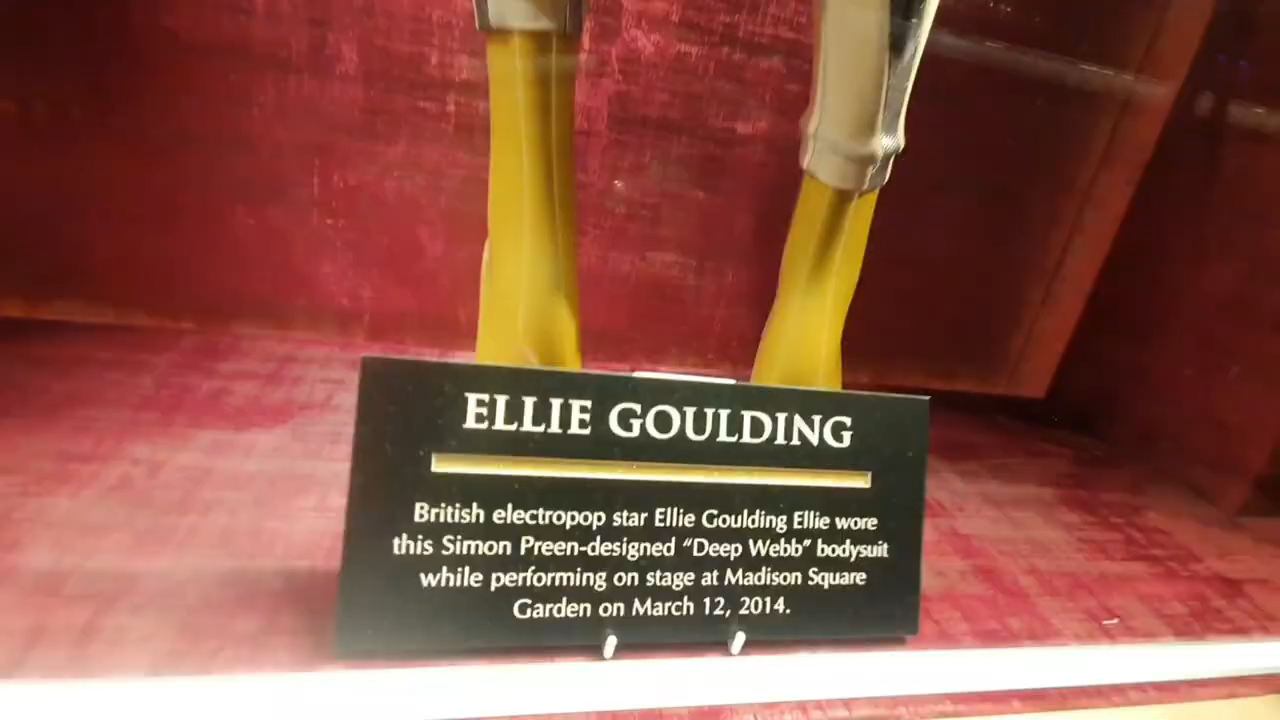 ELLIE GOULDING
British electropop star Ellie Goulding Ellie wore
this Simon Preen-designed “Deep Webb” bodysuit
while performing on stage at Madison Square
Garden on March 12, 2014.